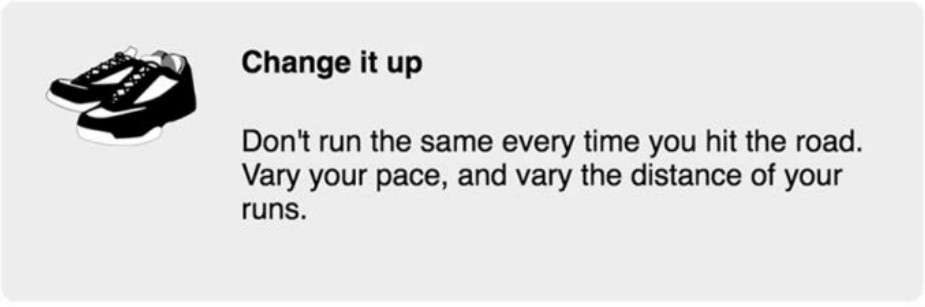 Change it up
Don't run the same every time you hit the road.
Vary your pace, and vary the distance of your
runs.